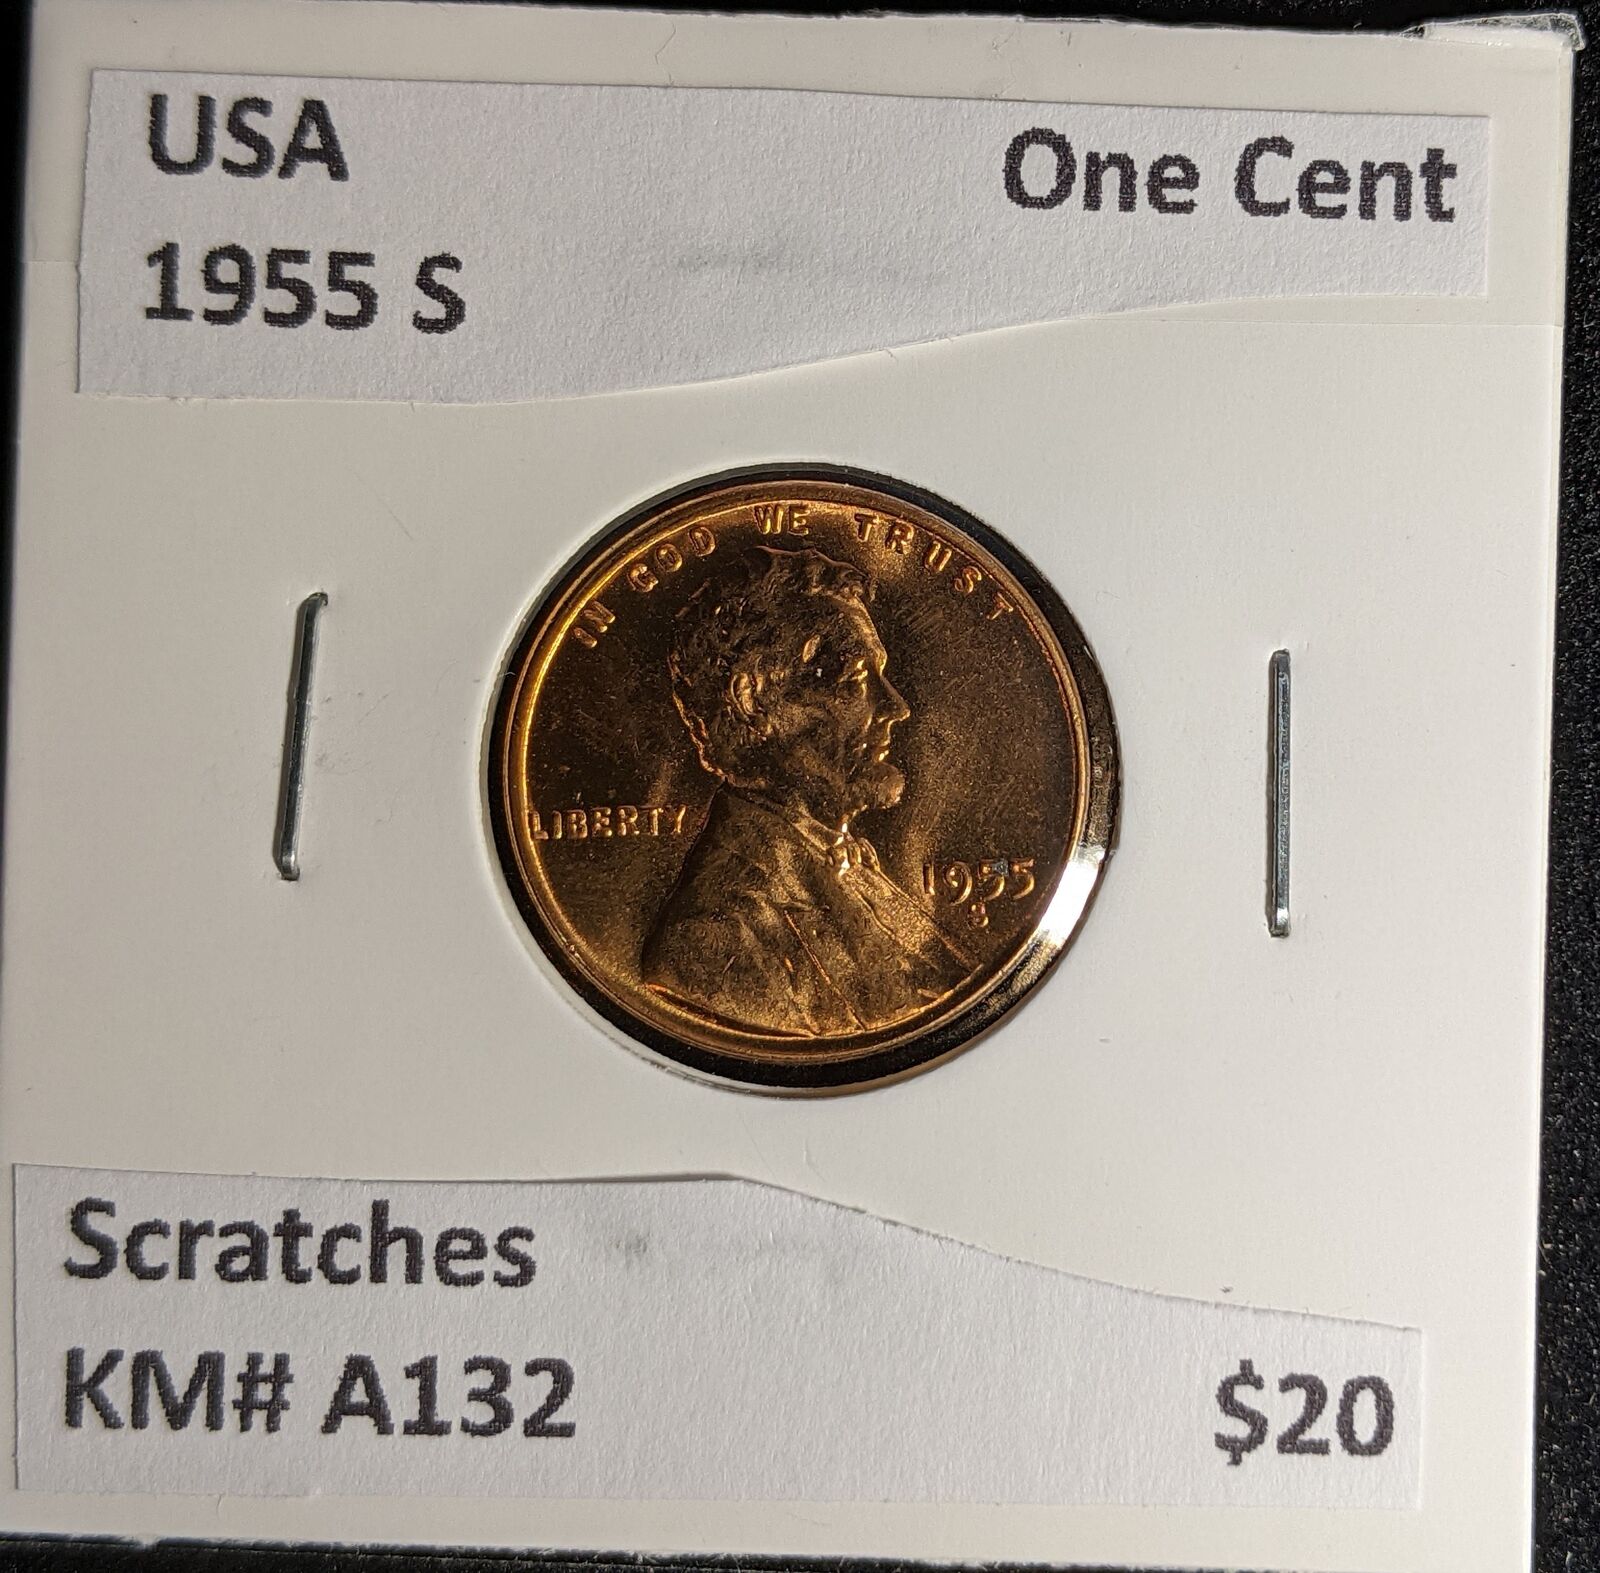 USA One Cent
1955 S
IN GOD WE TRUST
LIBERTY
1955
S
Scratches
KM# A132 $20